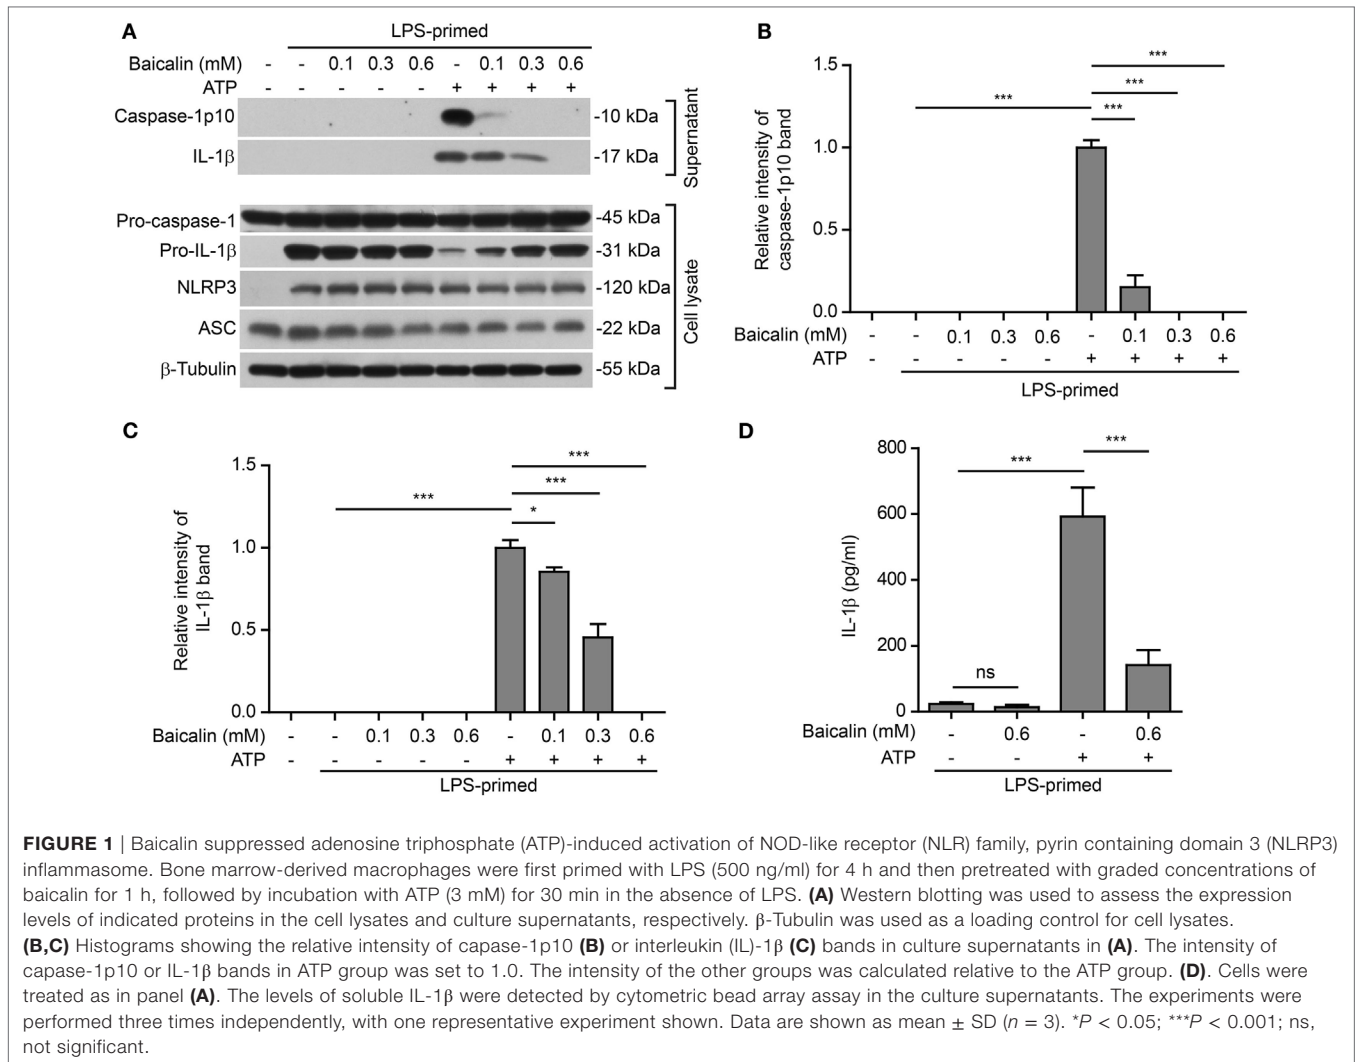 A
LPS-primed
Baicalin (mM) - - 0.1 0.3 0.6 - 0.1 0.3 0.6
ATP - - - - - + + + +
Caspase-1p10 -10 kDa
IL-1β -17 kDa
Supernatant
Pro-caspase-1 -45 kDa
Pro-IL-1β -31 kDa
NLRP3 -120 kDa
ASC -22 kDa
β-Tubulin -55 kDa
Cell lysate
B
Relative intensity of
caspase-1p10 band
1.5
1.0
0.5
0.0
***
***
***
***
Baicalin (mM) - - 0.1 0.3 0.6 - 0.1 0.3 0.6
ATP - - - - - + + + +
LPS-primed
C
Relative intensity of
IL-1β band
1.5
1.0
0.5
0.0
***
***
***
*
Baicalin (mM) - - 0.1 0.3 0.6 - 0.1 0.3 0.6
ATP - - - - - + + + +
LPS-primed
D
IL-1β (pg/ml)
800
600
400
200
0
***
***
ns
Baicalin (mM) - 0.6 - 0.6
ATP - - + +
LPS-primed
FIGURE 1 | Baicalin suppressed adenosine triphosphate (ATP)-induced activation of NOD-like receptor (NLR) family, pyrin containing domain 3 (NLRP3)
inflammasome. Bone marrow-derived macrophages were first primed with LPS (500 ng/ml) for 4 h and then pretreated with graded concentrations of
baicalin for 1 h, followed by incubation with ATP (3 mM) for 30 min in the absence of LPS. (A) Western blotting was used to assess the expression
levels of indicated proteins in the cell lysates and culture supernatants, respectively. β-Tubulin was used as a loading control for cell lysates.
(B,C) Histograms showing the relative intensity of capase-1p10 (B) or interleukin (IL)-1β (C) bands in culture supernatants in (A). The intensity of
capase-1p10 or IL-1β bands in ATP group was set to 1.0. The intensity of the other groups was calculated relative to the ATP group. (D). Cells were
treated as in panel (A). The levels of soluble IL-1β were detected by cytometric bead array assay in the culture supernatants. The experiments were
performed three times independently, with one representative experiment shown. Data are shown as mean ± SD (n = 3). *P < 0.05; ***P < 0.001; ns,
not significant.